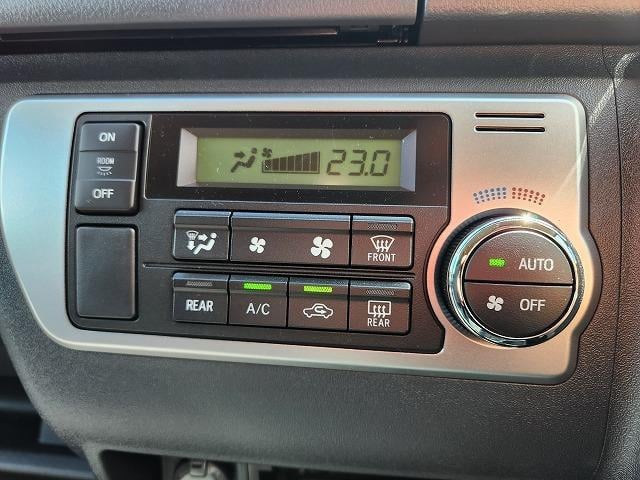 ON
ROOM
OFF
23.0
FRONT
REAR
A/C
REAR
AUTO
OFF